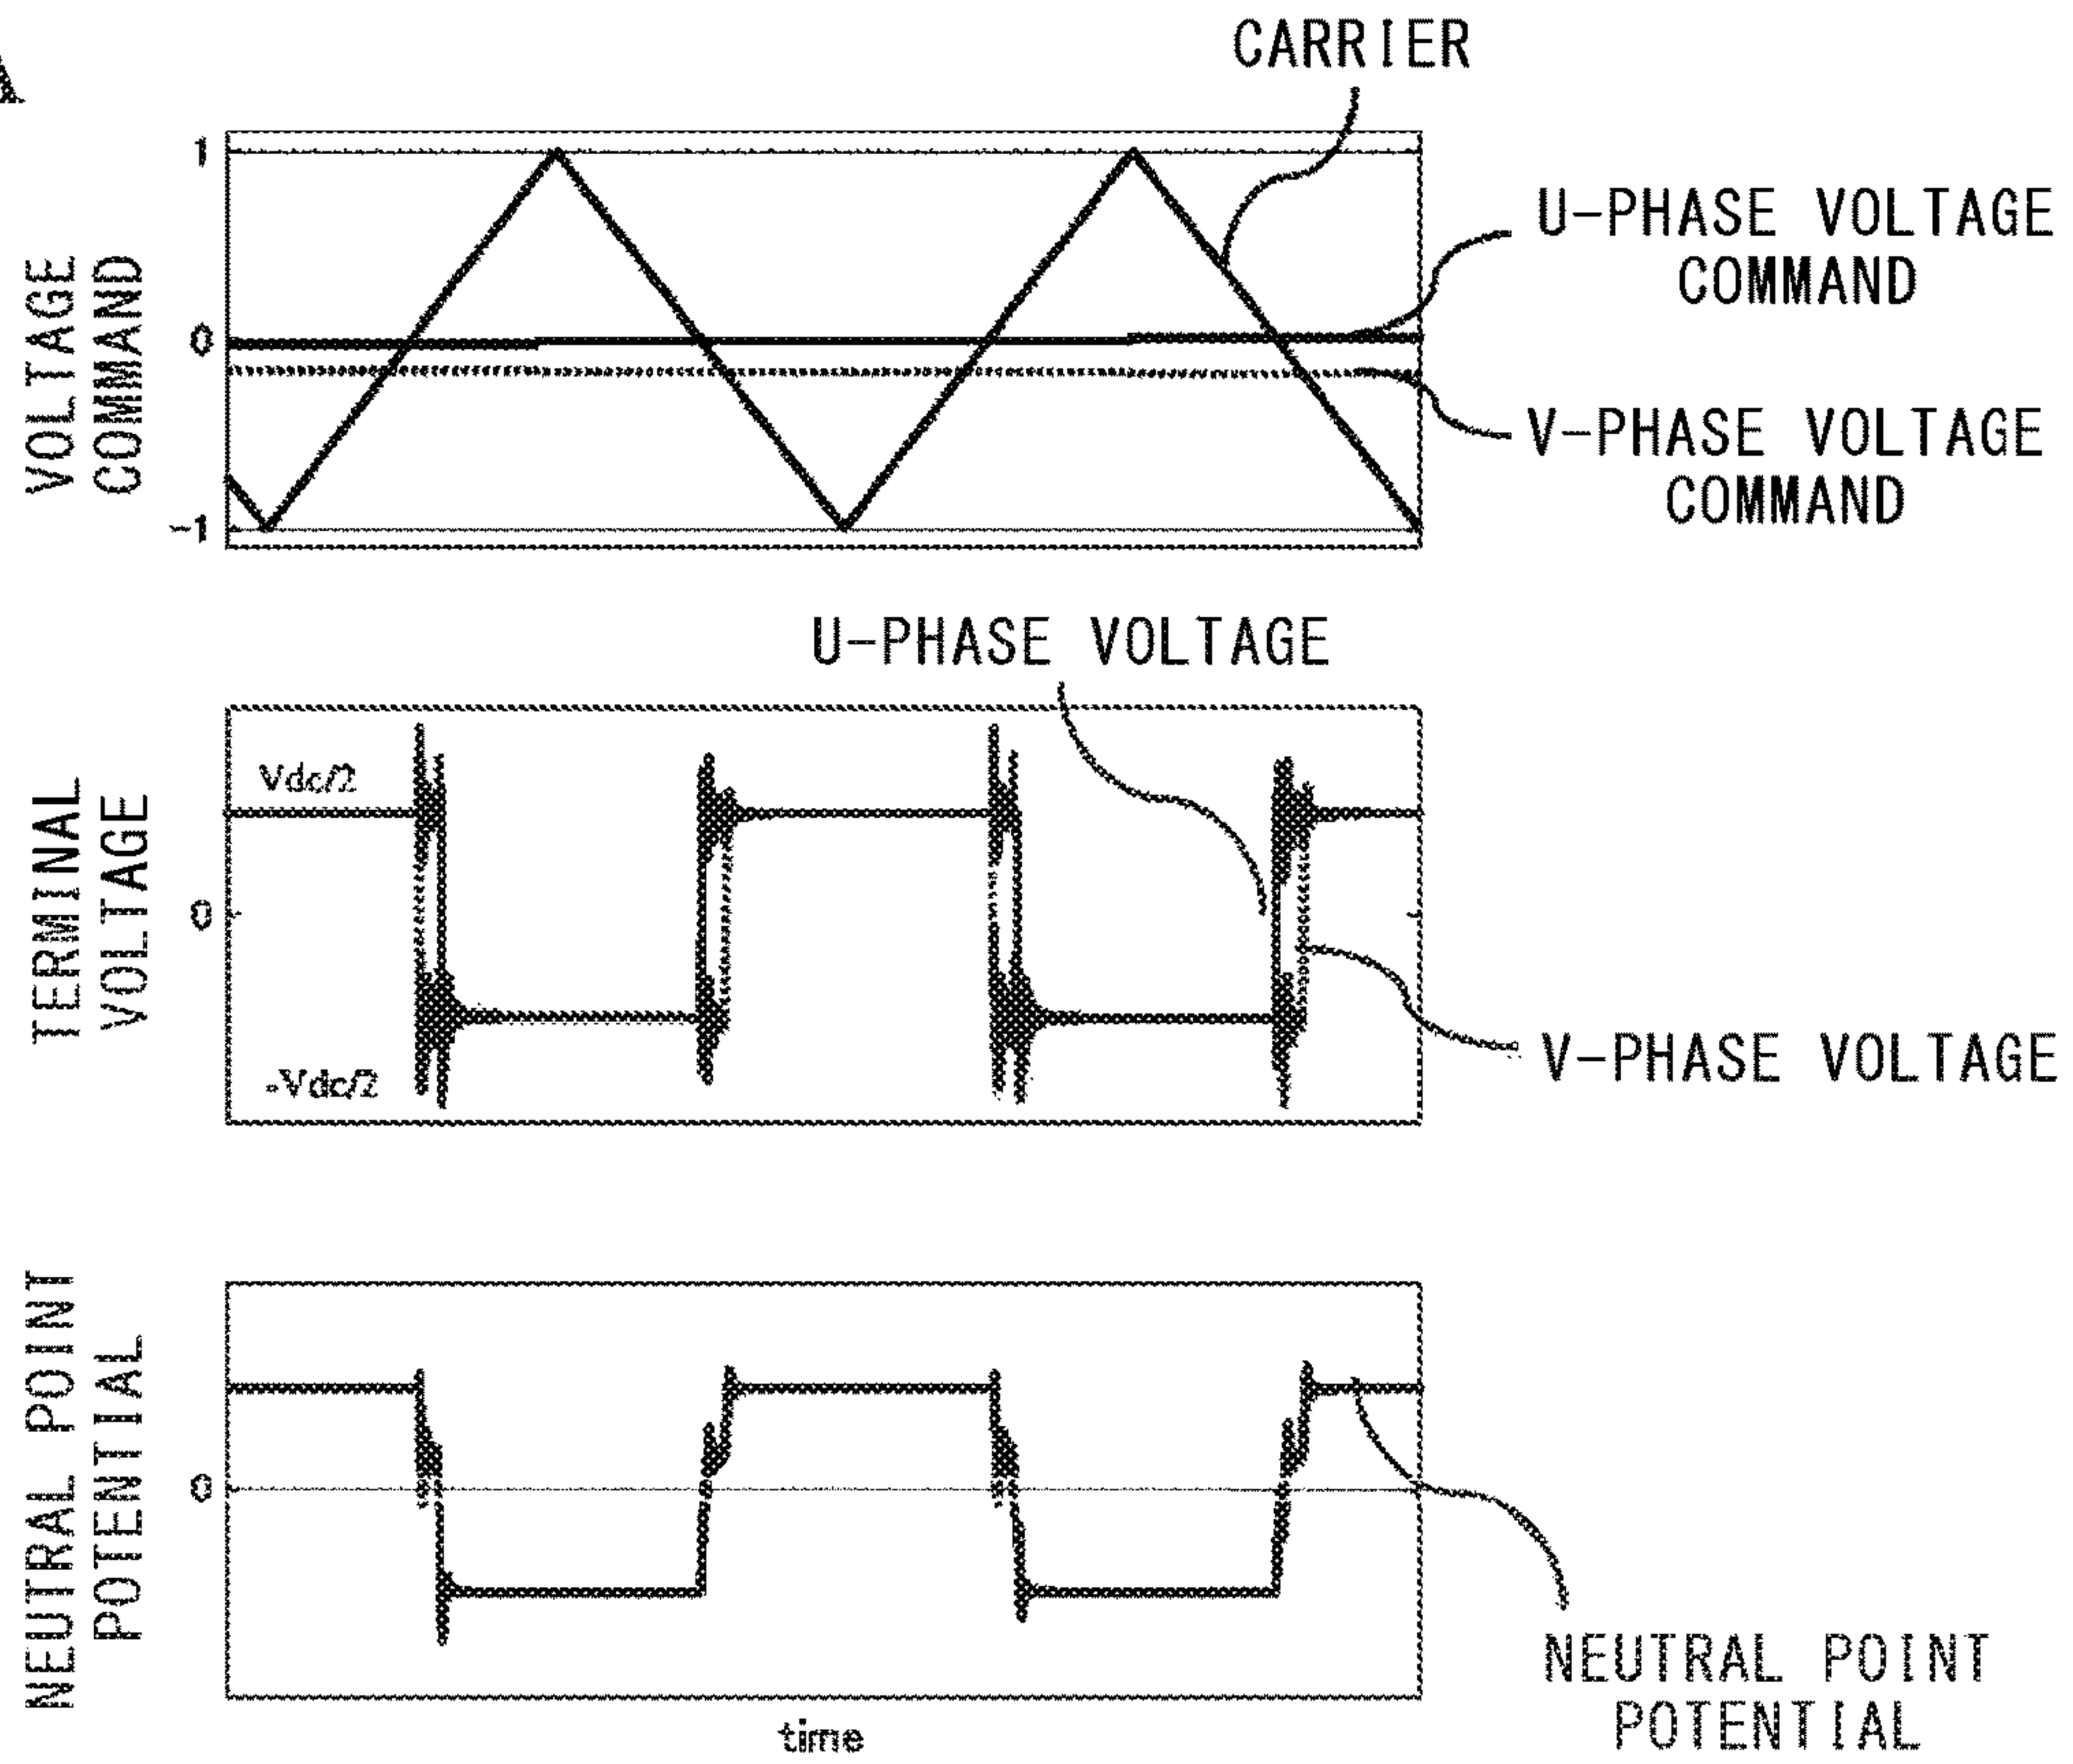 A
CARRIER
1
0
-1
VOLTAGE
COMMAND
U-PHASE VOLTAGE
COMMAND
V-PHASE VOLTAGE
COMMAND
U-PHASE VOLTAGE
Vdc/2
0
-Vdc/2
TERMINAL
VOLTAGE
V-PHASE VOLTAGE
NEUTRAL POINT
POTENTIAL
0
NEUTRAL POINT
POTENTIAL
time